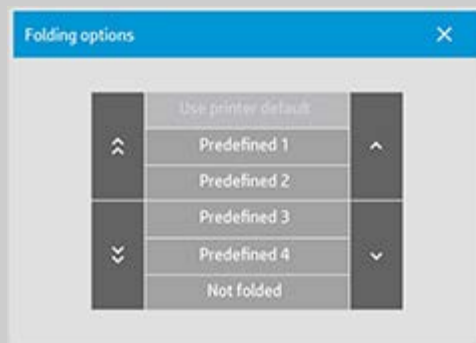 Folding options
Use printer default
Predefined 1
Predefined 2
Predefined 3
Predefined 4
Not folded